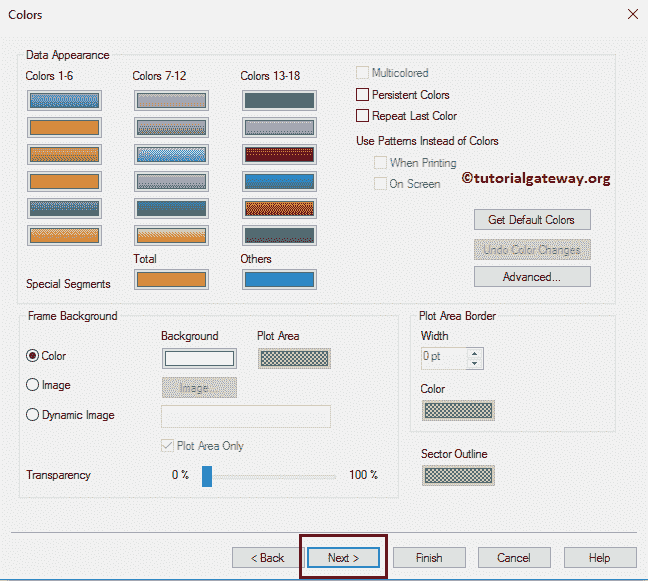 Colors
Data Appearance
Colors 1-6 Colors 7-12 Colors 13-18
Multicolored
Persistent Colors
Repeat Last Color
Use Patterns Instead of Colors
When Printing
On Screen
©tutorialgateway.org
Get Default Colors
Undo Color Changes
Advanced...
Total Others
Special Segments
Frame Background
Background Plot Area
Color
Image Image...
Dynamic Image
Plot Area Only
Transparency 0 % 100 %
Plot Area Border
Width
0 pt
Color
Sector Outline
< Back Next > Finish Cancel Help